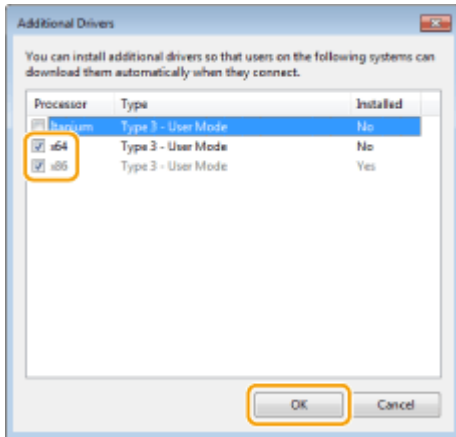 Additional Drivers
You can install additional drivers so that users on the following systems can
download them automatically when they connect.
Processor Type Installed
Itanium Type 3 - User Mode No
x64 Type 3 - User Mode No
x86 Type 3 - User Mode Yes
OK Cancel